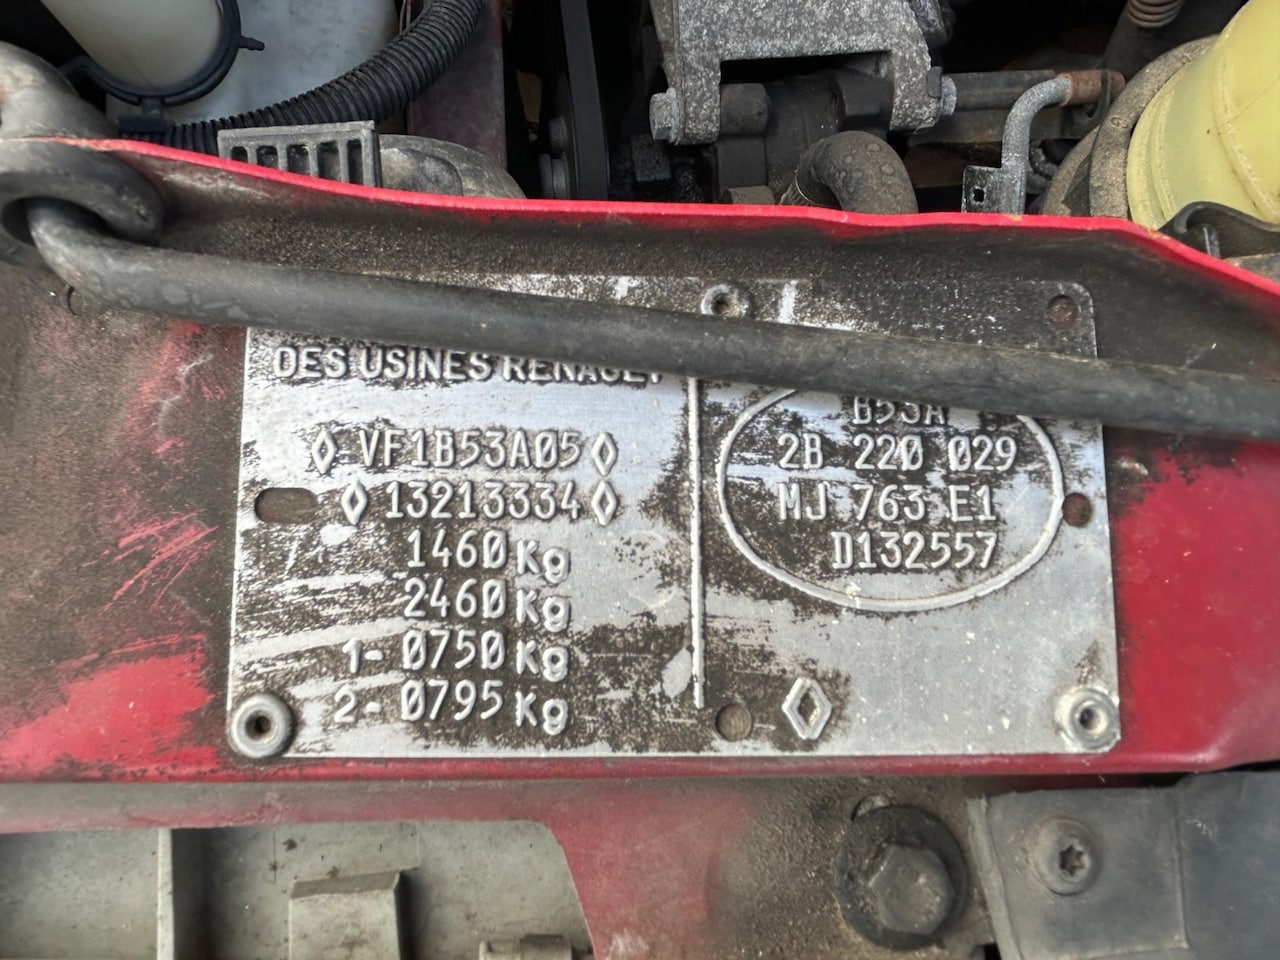 DES USINES RENAULT
◊ VF1B53A05 ◊
◊ 13213334 ◊
1460 Kg
2460 Kg
1- 0750 Kg
2- 0795 Kg
B53A
2B 220 029
MJ 763 E1
D132557